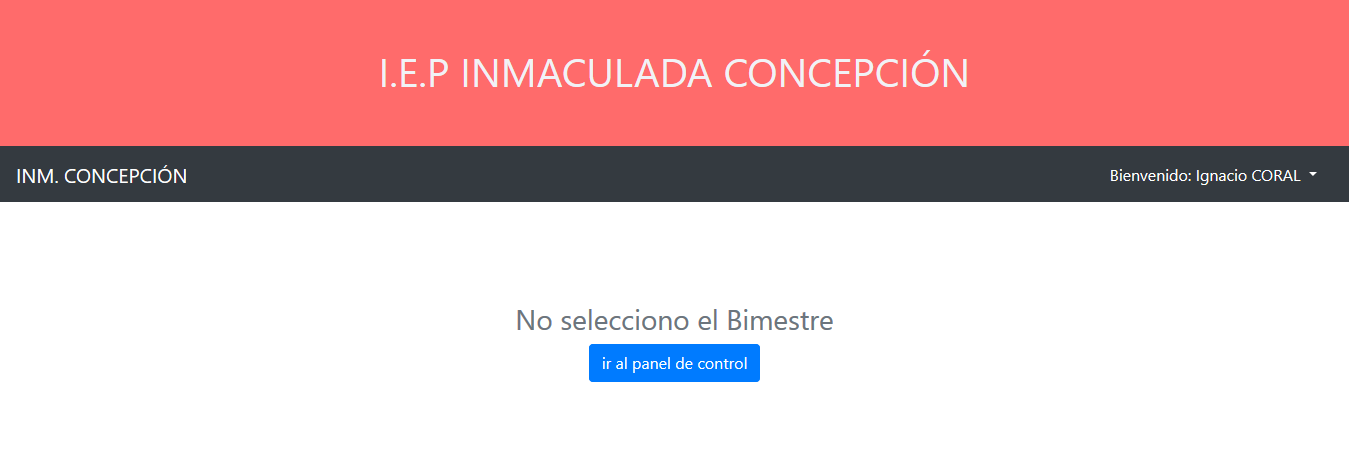 I.E.P INMACULADA CONCEPCIÓN
INM. CONCEPCIÓN
Bienvenido: Ignacio CORAL
No selecciono el Bimestre
ir al panel de control